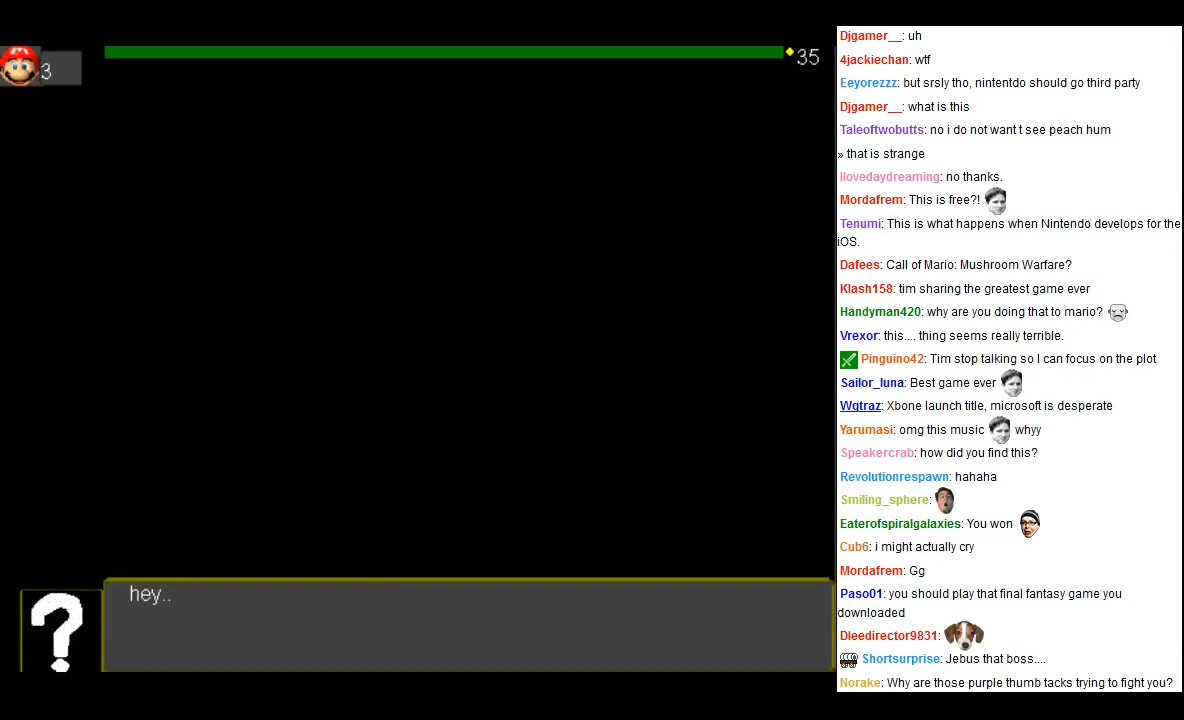 3
35
hey..
Djgamer__: uh
4jackiechan: wtf
Eeyorezzz: but srsly tho, nintentdo should go third party
Djgamer__: what is this
Taleoftwobutts: no i do not want t see peach hum
» that is strange
Ilovedaydreaming: no thanks.
Mordafrem: This is free?!
Tenumi: This is what happens when Nintendo develops for the
iOS.
Dafees: Call of Mario: Mushroom Warfare?
Klash158: tim sharing the greatest game ever
Handyman420: why are you doing that to mario?
Vrexor: this.... thing seems really terrible.
Pinguino42: Tim stop talking so I can focus on the plot
Sailor_luna: Best game ever
Wqtraz: Xbone launch title, microsoft is desperate
Yarumasi: omg this music whyy
Speakercrab: how did you find this?
Revolutionrespawn: hahaha
Smiling_sphere:
Eaterofspiralgalaxies: You won
Cub6: i might actually cry
Mordafrem: Gg
Paso01: you should play that final fantasy game you
downloaded
Dleedirector9831:
Shortsurprise: Jebus that boss....
Norake: Why are those purple thumb tacks trying to fight you?